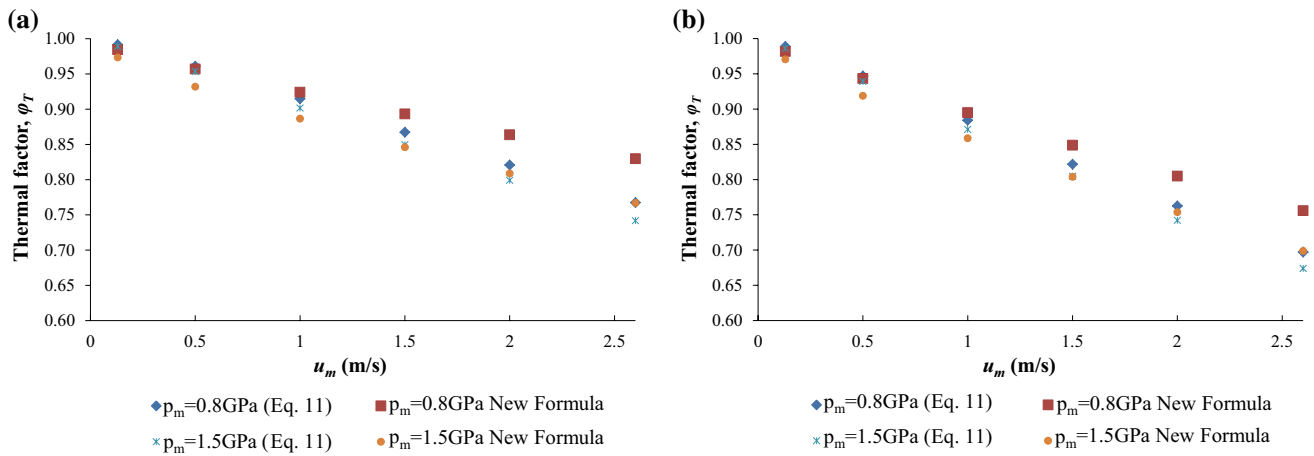 (a)
1.00
0.95
0.90
0.85
0.80
0.75
0.70
0.65
0.60
Thermal factor, φT
0 0.5 1 1.5 2 2.5
um (m/s)
pm=0.8GPa (Eq. 11) pm=0.8GPa New Formula
pm=1.5GPa (Eq. 11) pm=1.5GPa New Formula
(b)
1.00
0.95
0.90
0.85
0.80
0.75
0.70
0.65
0.60
Thermal factor, φT
0 0.5 1 1.5 2 2.5
um (m/s)
pm=0.8GPa (Eq. 11) pm=0.8GPa New Formula
pm=1.5GPa (Eq. 11) pm=1.5GPa New Formula